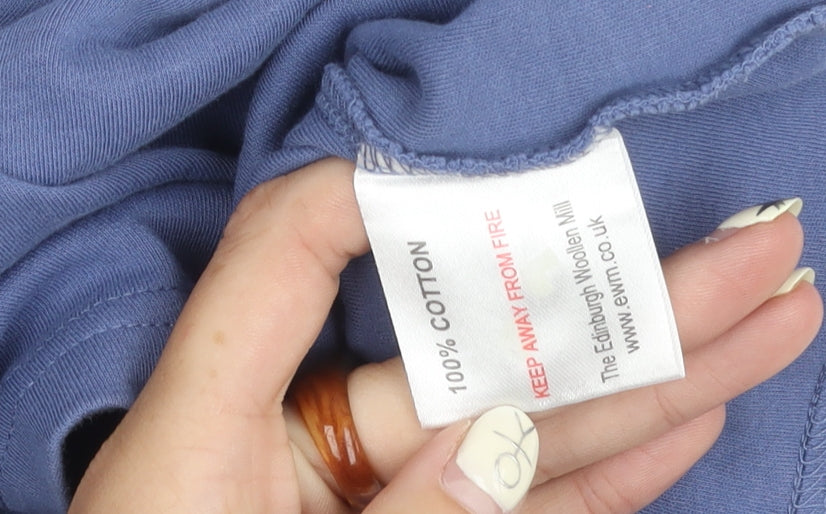 100% COTTON
KEEP AWAY FROM FIRE
The Edinburgh Woollen Mill
www.ewm.co.uk